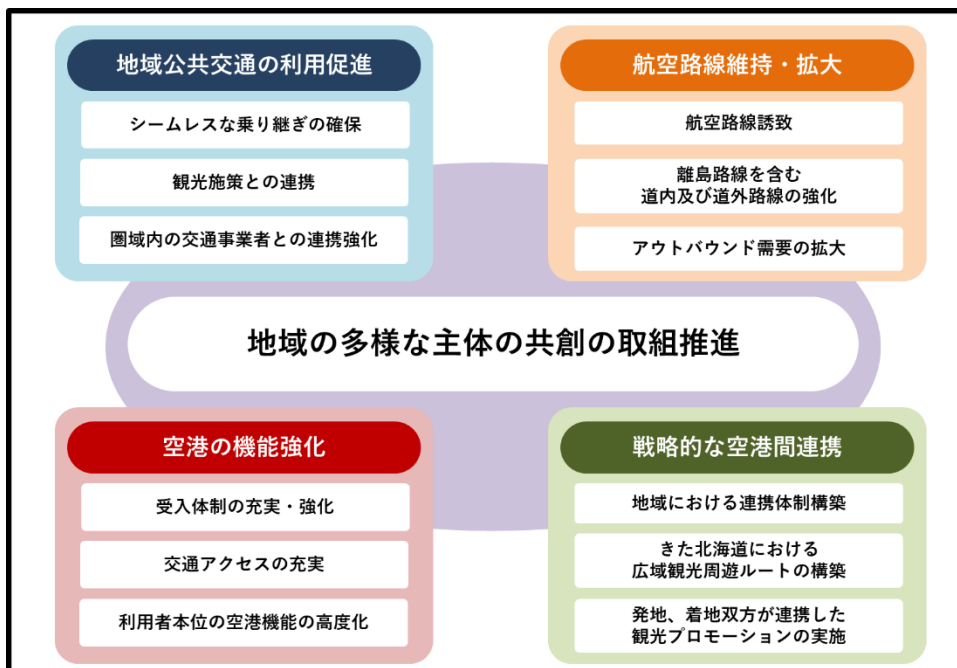 地域公共交通の利用促進
シームレスな乗り継ぎの確保
観光施策との連携
圏域内の交通事業者との連携強化
航空路線維持・拡大
航空路線誘致
離島路線を含む
道内及び道外路線の強化
アウトバウンド需要の拡大
地域の多様な主体の共創の取組推進
空港の機能強化
受入体制の充実・強化
交通アクセスの充実
利用者本位の空港機能の高度化
戦略的な空港間連携
地域における連携体制構築
きた北海道における
広域観光周遊ルートの構築
発地、着地双方が連携した
観光プロモーションの実施